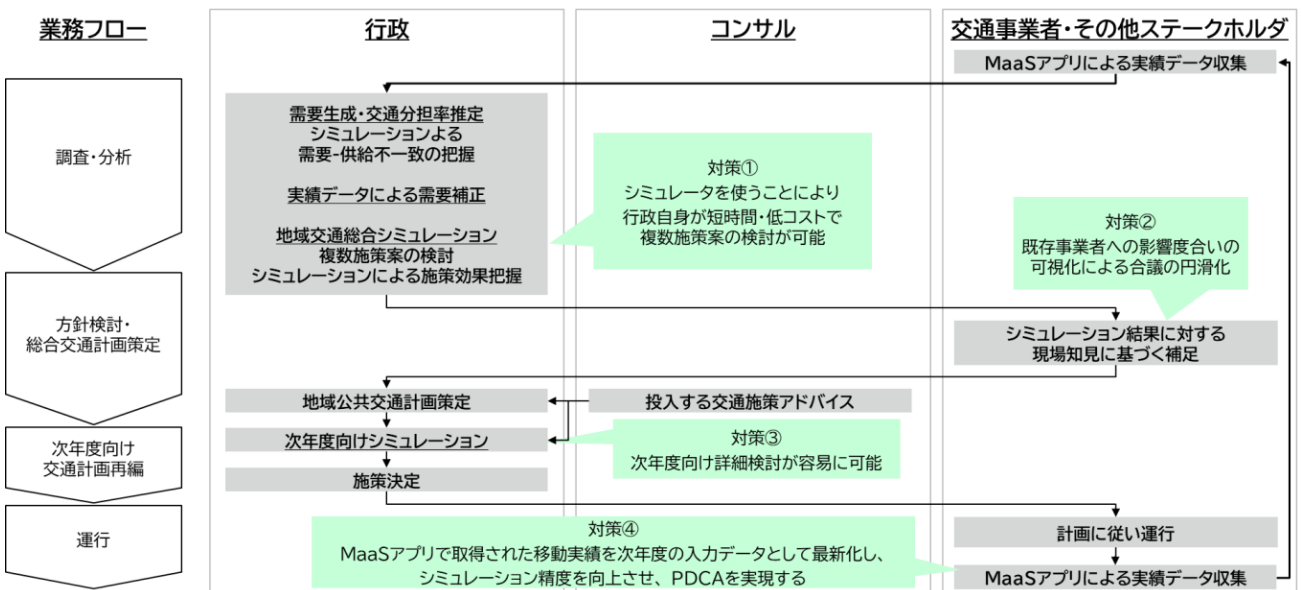 業務フロー
行政
コンサル
交通事業者・その他ステークホルダ
MaaSアプリによる実績データ収集
調査・分析
需要生成・交通分担率推定
シミュレーションよる
需要-供給不一致の把握
実績データによる需要補正
地域交通総合シミュレーション
複数施策案の検討
シミュレーションによる施策効果把握
対策①
シミュレータを使うことにより
行政自身が短時間・低コストで
複数施策案の検討が可能
対策②
既存事業者への影響度合いの
可視化による合議の円滑化
方針検討・
総合交通計画策定
シミュレーション結果に対する
現場知見に基づく補足
地域公共交通計画策定
投入する交通施策アドバイス
次年度向け
交通計画再編
次年度向けシミュレーション
対策③
次年度向け詳細検討が容易に可能
施策決定
運行
対策④
MaaSアプリで取得された移動実績を次年度の入力データとして最新化し、
シミュレーション精度を向上させ、PDCAを実現する
計画に従い運行
MaaSアプリによる実績データ収集